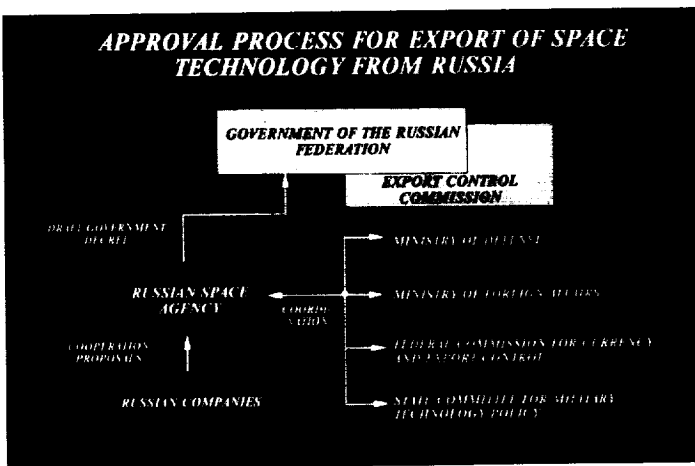 APPROVAL PROCESS FOR EXPORT OF SPACE
TECHNOLOGY FROM RUSSIA
GOVERNMENT OF THE RUSSIAN
FEDERATION
EXPORT CONTROL
COMMISSION
DRAFT GOVERNMENT
DECREE
MINISTRY OF DEFENSE
RUSSIAN SPACE
AGENCY
COORDI-
NATION
MINISTRY OF FOREIGN AFFAIRS
COOPERATION
PROPOSALS
FEDERAL COMMISSION FOR CURRENCY
AND EXPORT CONTROL
RUSSIAN COMPANIES
STATE COMMITTEE FOR MILITARY
TECHNOLOGY POLICY